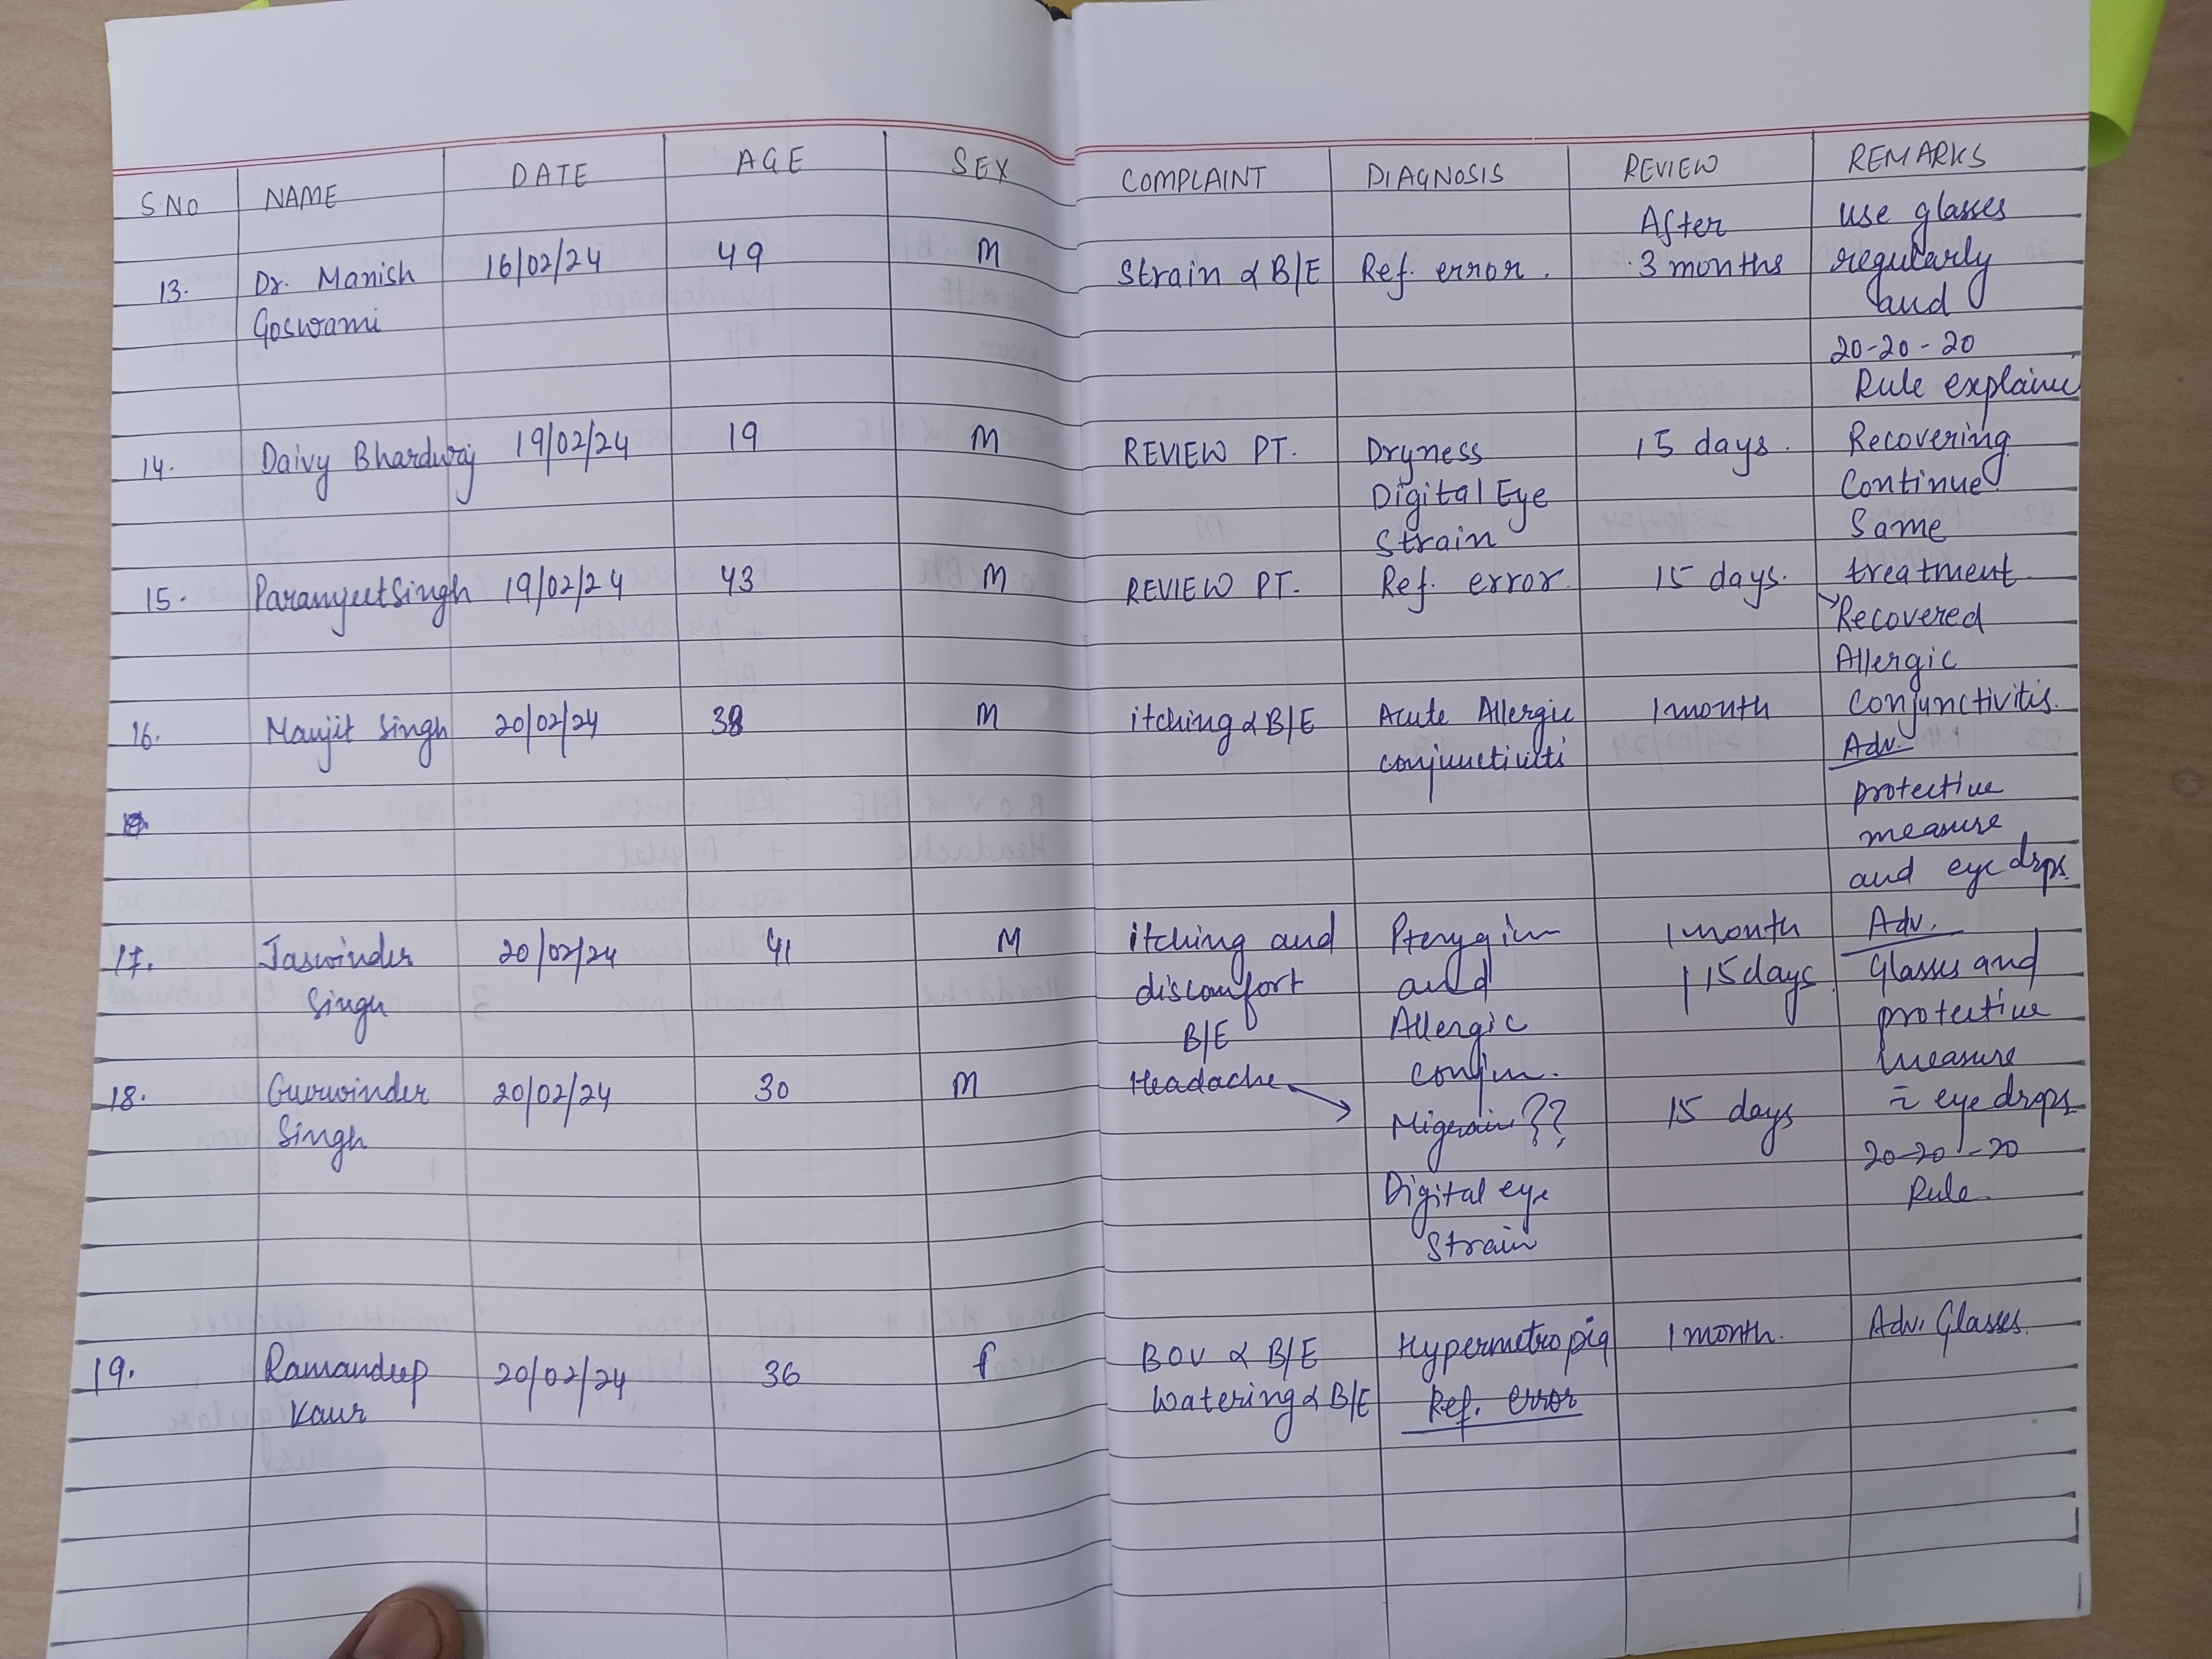 S.NO NAME DATE AGE SEX COMPLAINT DIAGNOSIS REVIEW REMARKS
After use glasses
13. Dr. Manish 16/02/24 49 M Strain α B/E Ref. error. 3 months regularly
Goswami and
20-20-20
Rule explaine
14. Daivy Bhardwaj 19/02/24 19 M REVIEW PT. Dryness 15 days. Recovering
Digital Eye Continue
Strain Same
15. Paramjeet Singh 19/02/24 43 M REVIEW PT. Ref. error. 15 days. treatment
Recovered
Allergic
16. Manjit Singh 20/02/24 38 M itching α B/E Acute Allergic 1 month conjunctivitis.
conjunctiviti Adv.
protective
measure
and eye drps.
17. Jaswinder 20/02/24 41 M itching and Pterygium 1 month Adv.
Singh discomfort and 15 days Glasses and
B/E Allergic protective
conjun. measure
18. Gurwinder 20/02/24 30 M Headache → Migrain?? 15 days eye drops
Singh 20-20-20
Digital eye Rule.
Strain
19. Ramandeep 20/02/24 36 f BOV α B/E Hypermetropia 1 month. Adv. Glasses.
Kaur Watering α B/E Ref. error